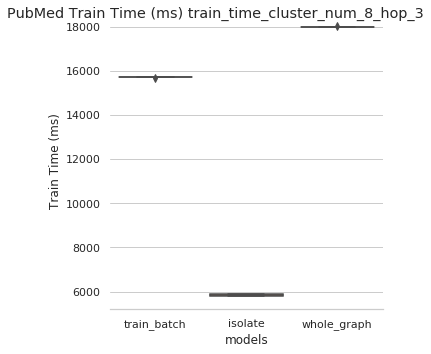 PubMed Train Time (ms) train_time_cluster_num_8_hop_3
18000
16000
14000
12000
10000
8000
6000
Train Time (ms)
train_batch isolate whole_graph
models